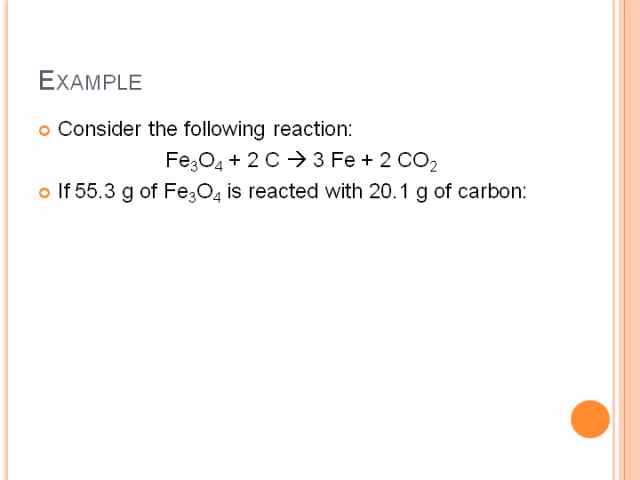 EXAMPLE
Consider the following reaction:
Fe₃O₄ + 2 C → 3 Fe + 2 CO₂
If 55.3 g of Fe₃O₄ is reacted with 20.1 g of carbon: